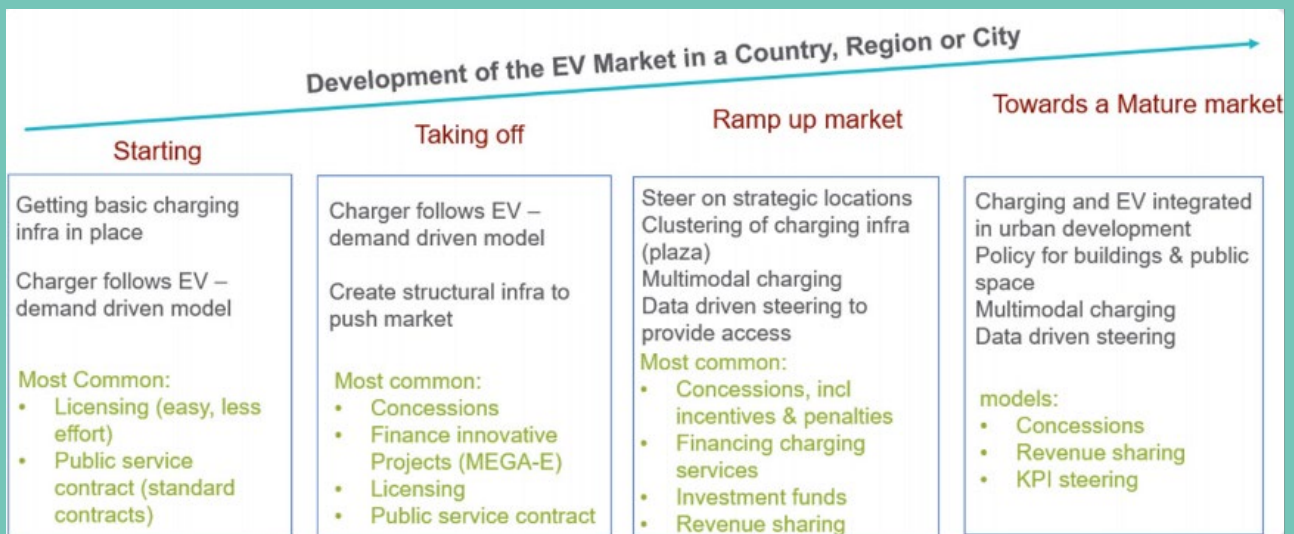 Development of the EV Market in a Country, Region or City
Starting
Getting basic charging
infra in place
Charger follows EV –
demand driven model
Most Common:
• Licensing (easy, less
effort)
• Public service
contract (standard
contracts)
Taking off
Charger follows EV –
demand driven model
Create structural infra to
push market
Most common:
• Concessions
• Finance innovative
Projects (MEGA-E)
• Licensing
• Public service contract
Ramp up market
Steer on strategic locations
Clustering of charging infra
(plaza)
Multimodal charging
Data driven steering to
provide access
Most common:
• Concessions, incl
incentives & penalties
• Financing charging
services
• Investment funds
• Revenue sharing
Towards a Mature market
Charging and EV integrated
in urban development
Policy for buildings & public
space
Multimodal charging
Data driven steering
models:
• Concessions
• Revenue sharing
• KPI steering